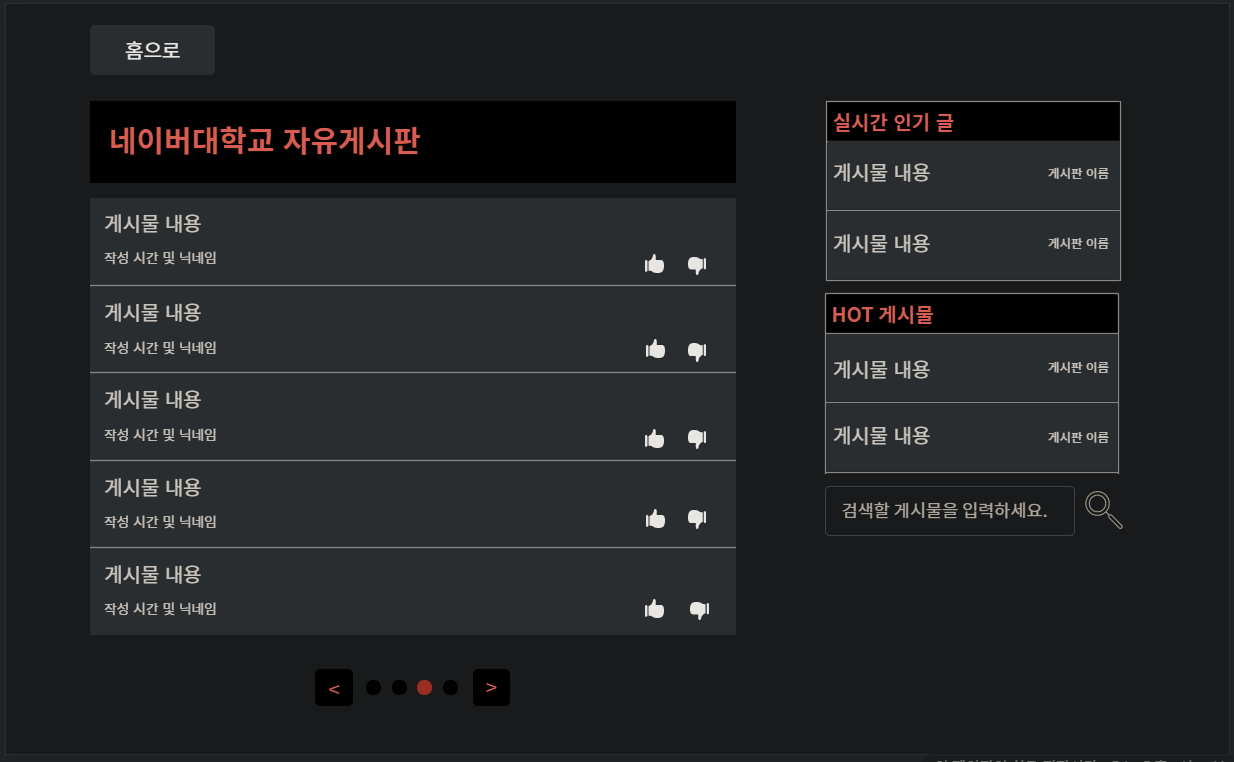 홈으로
네이버대학교 자유게시판
게시물 내용
작성 시간 및 닉네임
게시물 내용
작성 시간 및 닉네임
게시물 내용
작성 시간 및 닉네임
게시물 내용
작성 시간 및 닉네임
게시물 내용
작성 시간 및 닉네임
< >
실시간 인기 글
게시물 내용 게시판 이름
게시물 내용 게시판 이름
HOT 게시물
게시물 내용 게시판 이름
게시물 내용 게시판 이름
검색할 게시물을 입력하세요.